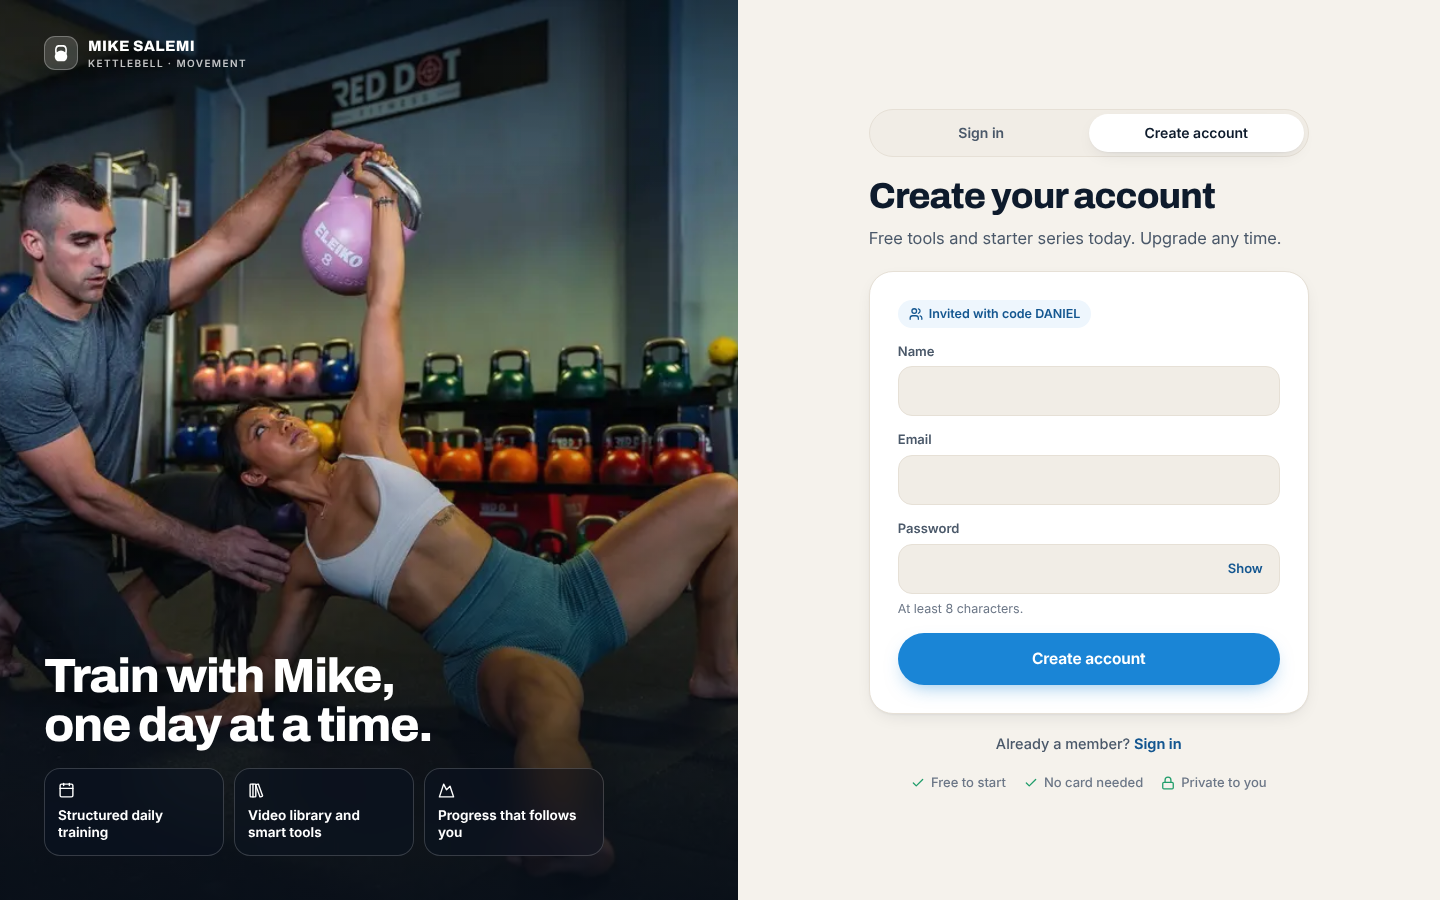 MIKE SALEMI
KETTLEBELL · MOVEMENT
RED DOT
FITNESS
ELEIKO
8
Train with Mike,
one day at a time.
Structured daily
training
Video library and
smart tools
Progress that follows
you
Sign in
Create account
Create your account
Free tools and starter series today. Upgrade any time.
Invited with code DANIEL
Name
Email
Password
Show
At least 8 characters.
Create account
Already a member? Sign in
Free to start
No card needed
Private to you